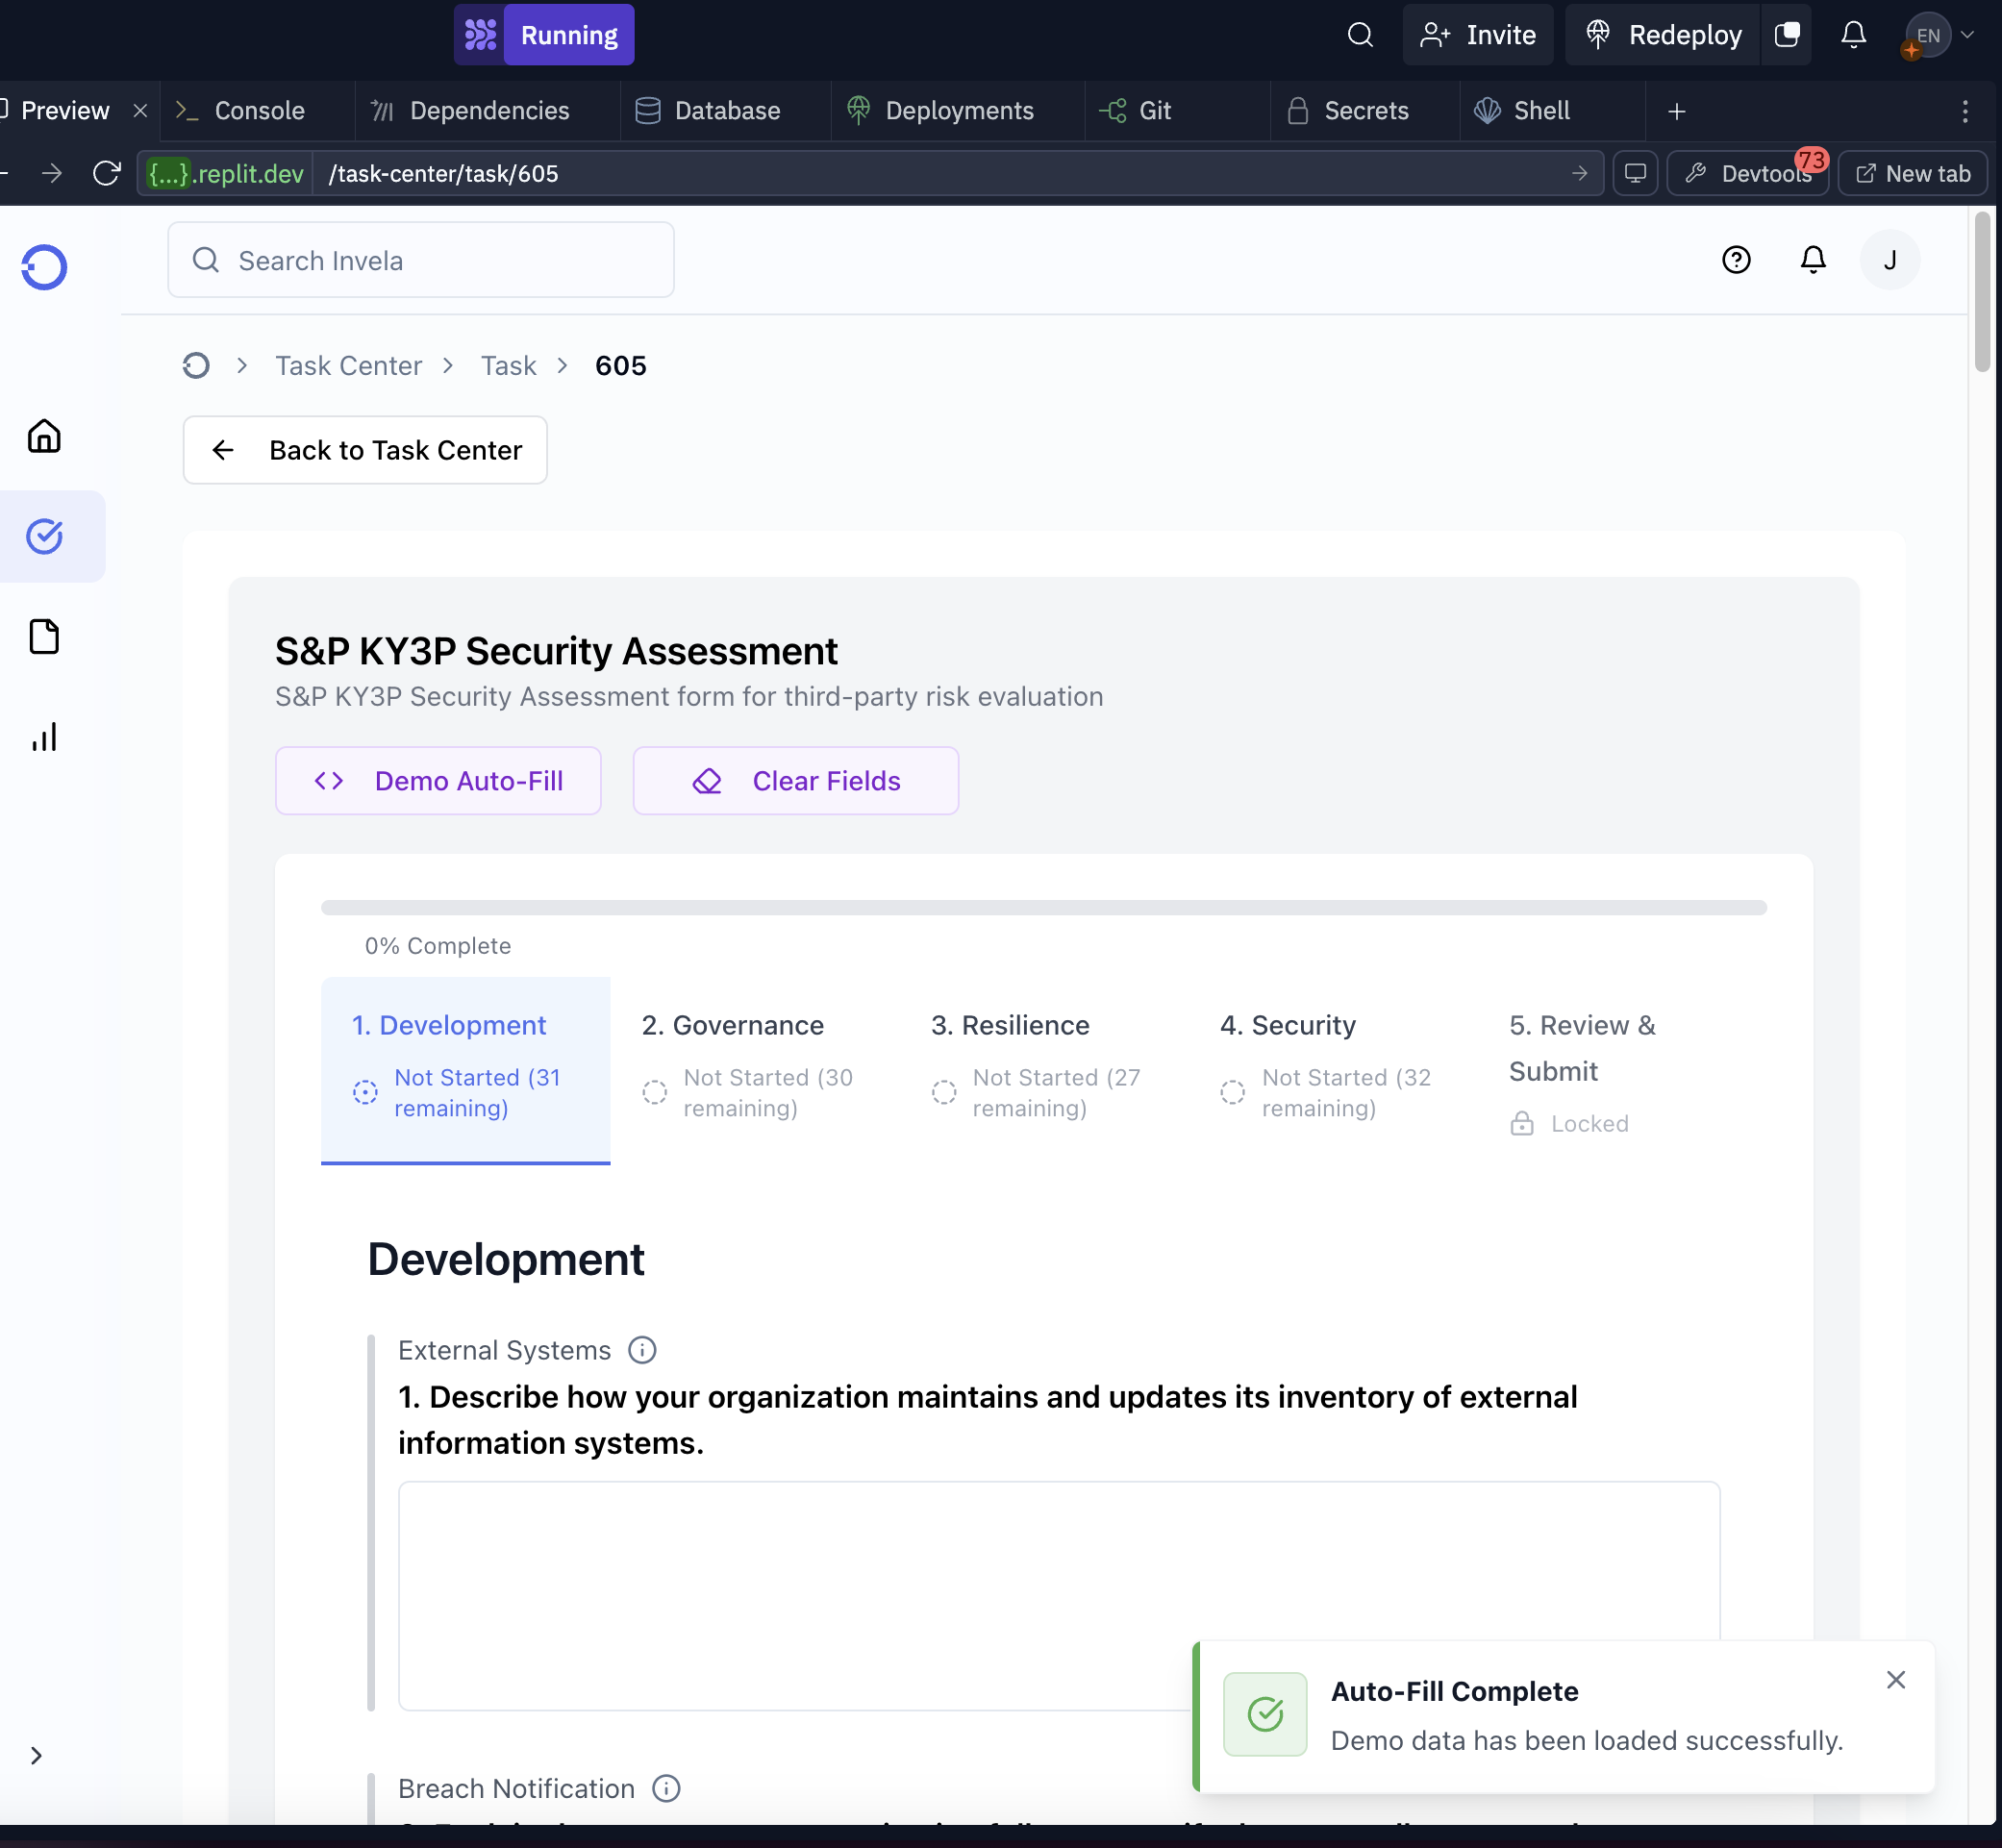 Running
Invite
Redeploy
EN
Preview
Console
Dependencies
Database
Deployments
Git
Secrets
Shell
{...}.replit.dev
/task-center/task/605
Devtools
73
New tab
Search Invela
J
Task Center
Task
605
Back to Task Center
S&P KY3P Security Assessment
S&P KY3P Security Assessment form for third-party risk evaluation
Demo Auto-Fill
Clear Fields
0% Complete
1. Development
Not Started (31
remaining)
2. Governance
Not Started (30
remaining)
3. Resilience
Not Started (27
remaining)
4. Security
Not Started (32
remaining)
5. Review &
Submit
Locked
Development
External Systems
1. Describe how your organization maintains and updates its inventory of external
information systems.
Auto-Fill Complete
Demo data has been loaded successfully.
Breach Notification